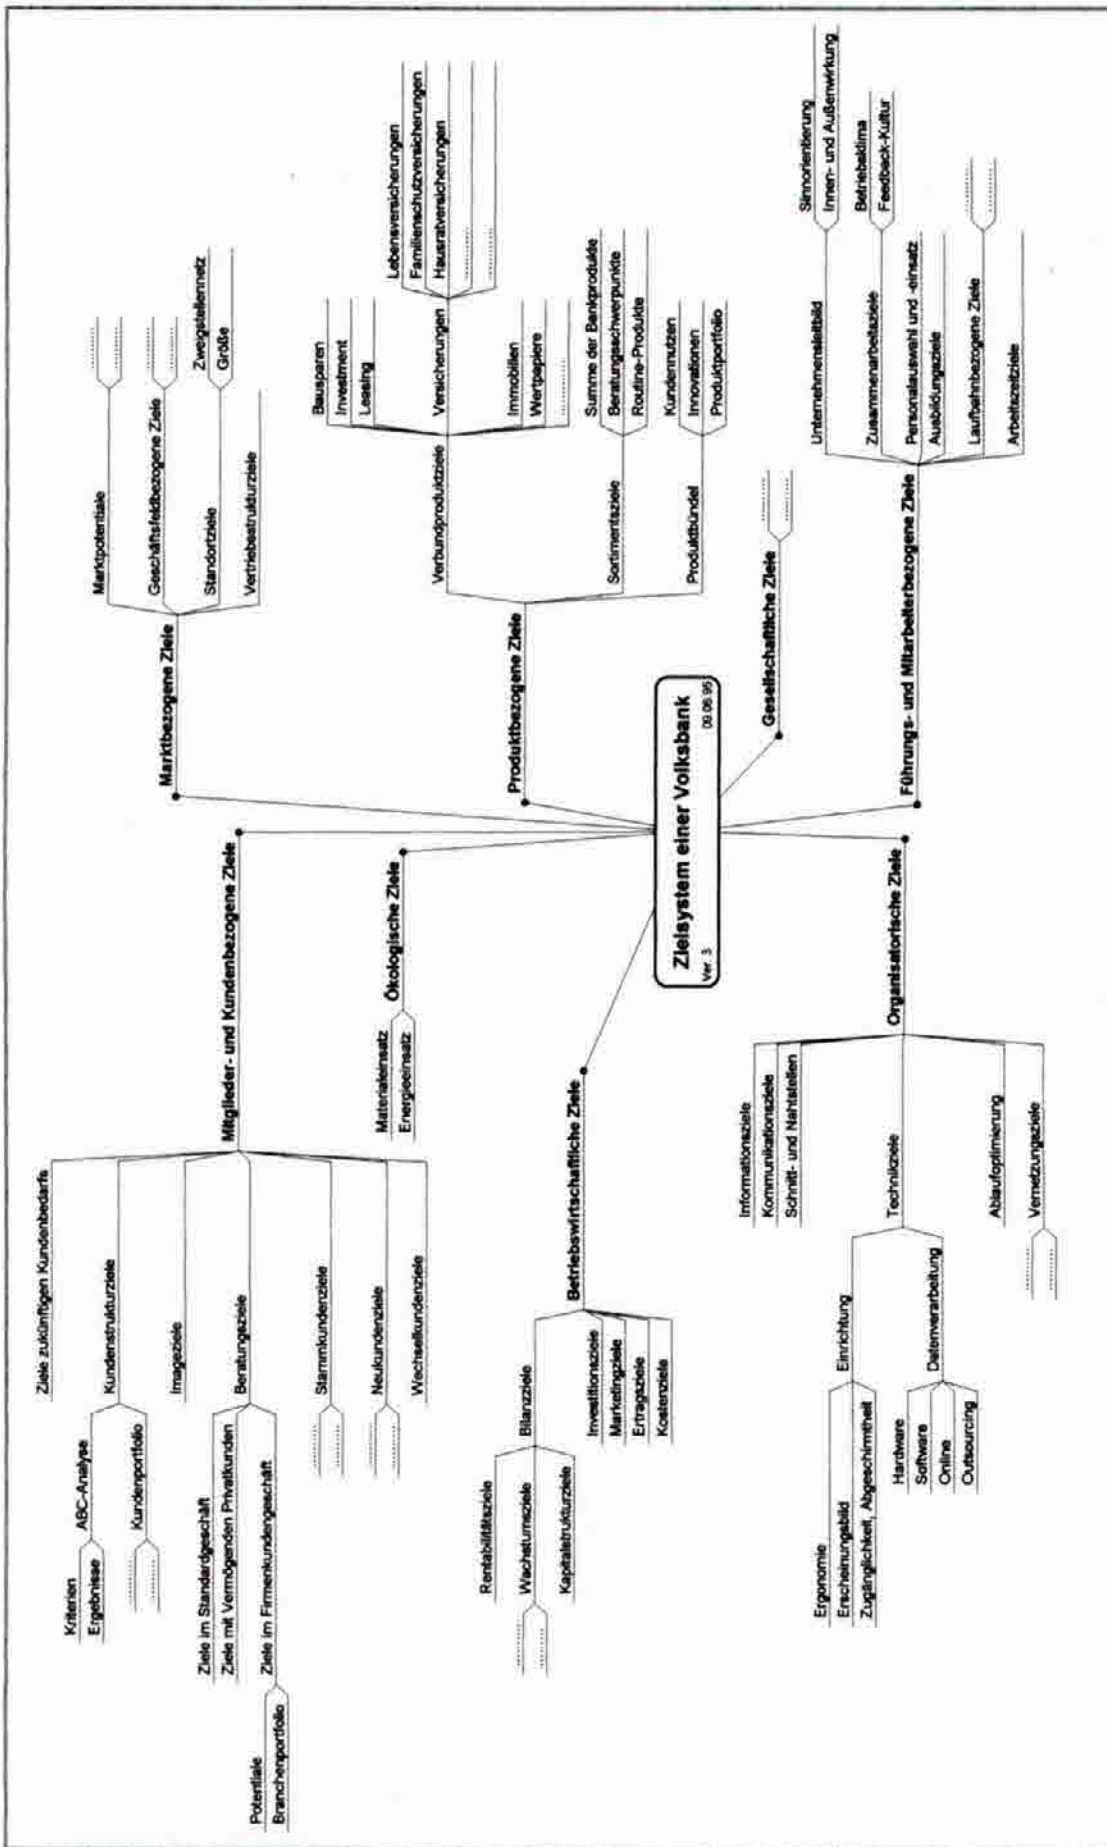 Zielsystem einer Volksbank
Ver. 3
09.06.95
Mitglieder- und Kundenbezogene Ziele
Ziele zukünftigen Kundenbedarfs
Kundenstrukturziele
ABC-Analyse
Kriterien
Ergebnisse
Kundenportfolio
..........
..........
Imageziele
Beratungsziele
Ziele im Standardgeschäft
Ziele mit Vermögenden Privatkunden
Ziele im Firmenkundengeschäft
Potentiale
Branchenportfolio
Stammkundenziele
..........
..........
Neukundenziele
..........
..........
Wechselkundenziele
Ökologische Ziele
Materialeinsatz
Energieeinsatz
Betriebswirtschaftliche Ziele
Bilanzziele
Rentabilitätsziele
Wachstumsziele
..........
..........
Kapitalstrukturziele
Investitionsziele
Marketingziele
Ertragsziele
Kostenziele
Organisatorische Ziele
Informationsziele
Kommunikationsziele
Schnitt- und Nahtstellen
Technikziele
Einrichtung
Ergonomie
Erscheinungsbild
Zugänglichkeit, Abgeschirmtheit
Datenverarbeitung
Hardware
Software
Online
Outsourcing
Ablaufoptimierung
Vernetzungsziele
..........
..........
Marktbezogene Ziele
Marktpotentiale
..........
..........
Geschäftsfeldbezogene Ziele
..........
..........
Standortziele
Zweigstellennetz
Größe
Vertriebsstrukturziele
Produktbezogene Ziele
Verbundproduktziele
Bausparen
Investment
Leasing
Versicherungen
Lebensversicherungen
Familienschutzversicherungen
Hausratversicherungen
..........
..........
Immobilien
Wertpapiere
..........
Sortimentsziele
Summe der Bankprodukte
Beratungsschwerpunkte
Routine-Produkte
Produktbündel
Kundennutzen
Innovationen
Produktportfolio
Gesellschaftliche Ziele
..........
..........
Führungs- und Mitarbeiterbezogene Ziele
Unternehmensleitbild
Sinnorientierung
Innen- und Außenwirkung
Zusammenarbeitsziele
Betriebsklima
Feedback-Kultur
Personalauswahl und -einsatz
Ausbildungsziele
Laufbahnbezogene Ziele
..........
..........
Arbeitszeitziele